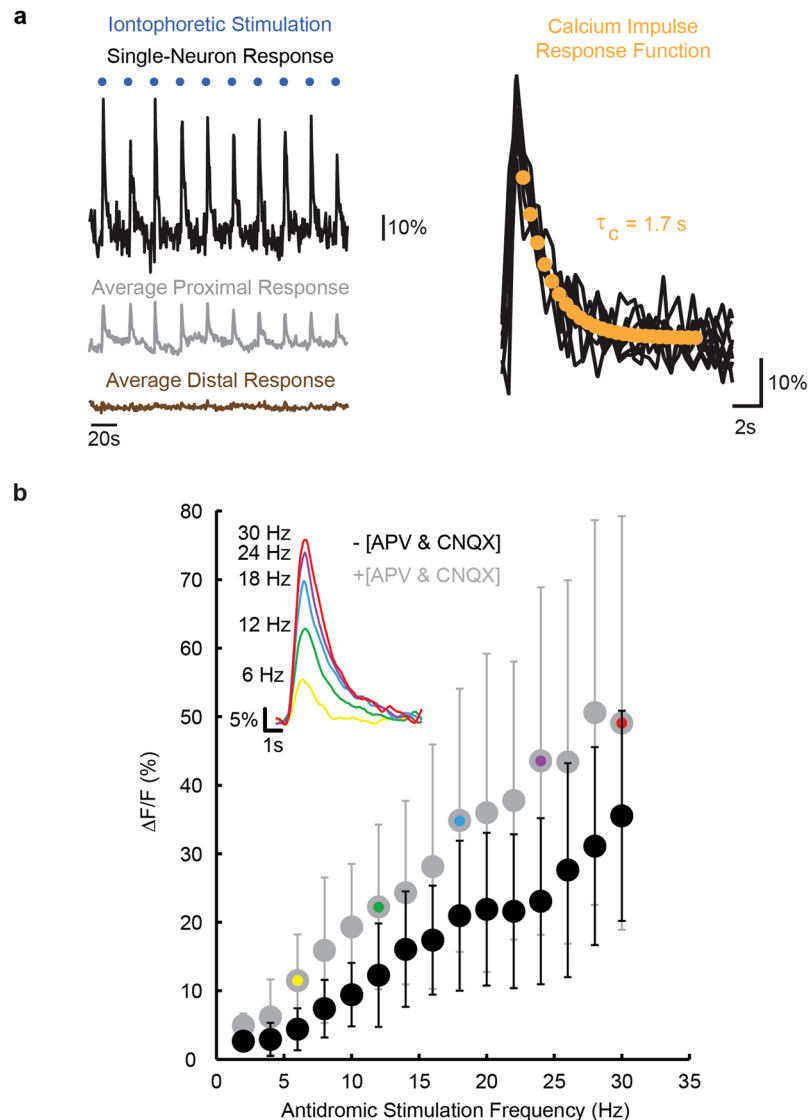 a
Iontophoretic Stimulation
Single-Neuron Response
10%
Average Proximal Response
Average Distal Response
20s
Calcium Impulse
Response Function
τc = 1.7 s
10%
2s
b
80
70
60
50
40
30
20
10
0
ΔF/F (%)
30 Hz
24 Hz
18 Hz
12 Hz
6 Hz
5%
1s
- [APV & CNQX]
+[APV & CNQX]
0 5 10 15 20 25 30 35
Antidromic Stimulation Frequency (Hz)